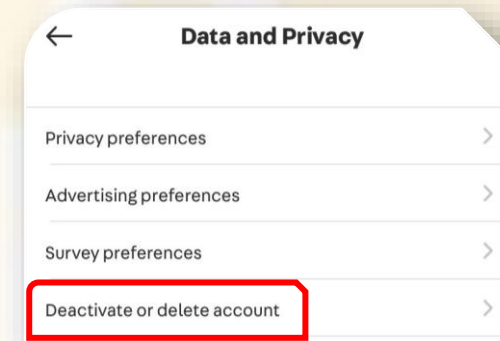 Data and Privacy
Privacy preferences
Advertising preferences
Survey preferences
Deactivate or delete account